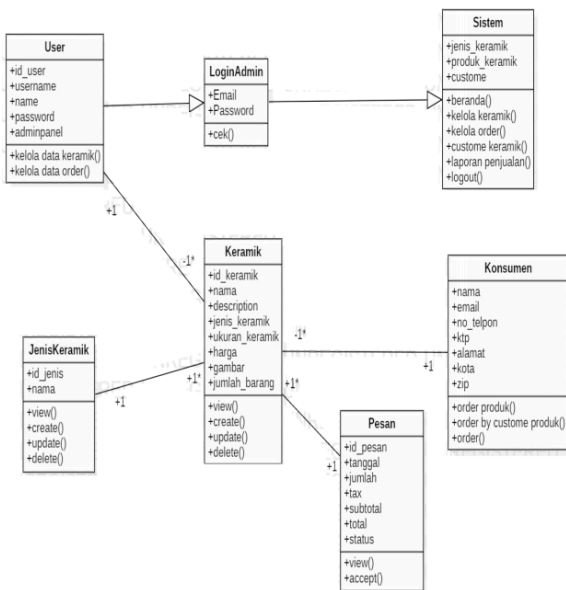 User
+id_user
+username
+name
+password
+adminpanel
+kelola data keramik()
+kelola data order()
LoginAdmin
+Email
+Password
+cek()
Sistem
+jenis_keramik
+produk_keramik
+custome
+beranda()
+kelola keramik()
+kelola order()
+custome keramik()
+laporan penjualan()
+logout()
+1
-1*
Keramik
+id_keramik
+nama
+description
+jenis_keramik
+ukuran_keramik
+harga
+gambar
+jumlah_barang
+view()
+create()
+update()
+delete()
-1*
+1
Konsumen
+nama
+email
+no_telpon
+ktp
+alamat
+kota
+zip
+order produk()
+order by custome produk()
+order()
JenisKeramik
+id_jenis
+nama
+view()
+create()
+update()
+delete()
+1
+1*
+1*
+1
Pesan
+id_pesan
+tanggal
+jumlah
+tax
+subtotal
+total
+status
+view()
+accept()